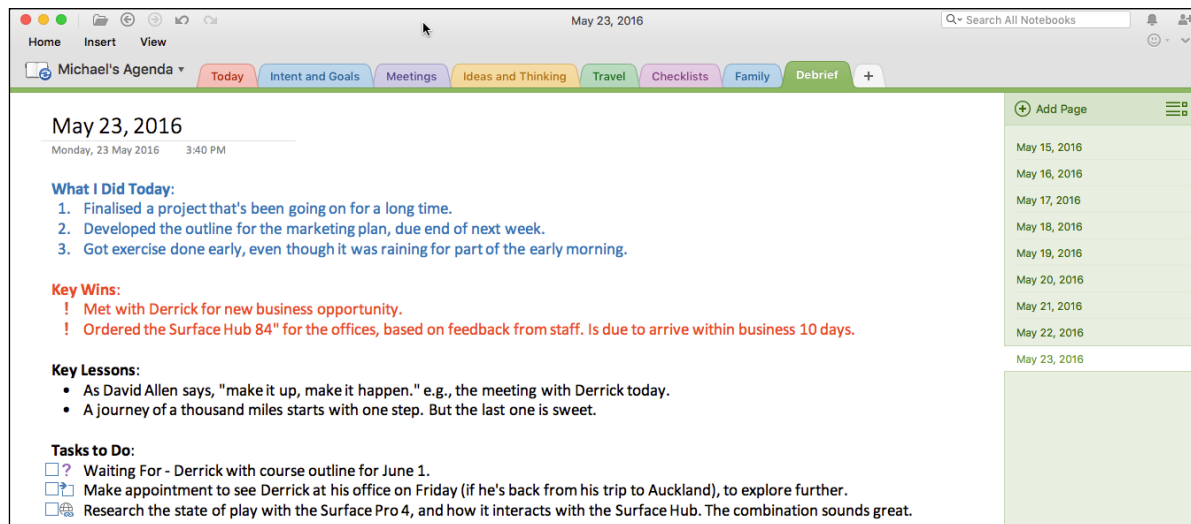 May 23, 2016
Search All Notebooks
Home Insert View
Michael's Agenda
Today Intent and Goals Meetings Ideas and Thinking Travel Checklists Family Debrief +
May 23, 2016
Monday, 23 May 2016 3:40 PM
What I Did Today:
1. Finalised a project that's been going on for a long time.
2. Developed the outline for the marketing plan, due end of next week.
3. Got exercise done early, even though it was raining for part of the early morning.
Key Wins:
! Met with Derrick for new business opportunity.
! Ordered the Surface Hub 84" for the offices, based on feedback from staff. Is due to arrive within business 10 days.
Key Lessons:
• As David Allen says, "make it up, make it happen." e.g., the meeting with Derrick today.
• A journey of a thousand miles starts with one step. But the last one is sweet.
Tasks to Do:
? Waiting For - Derrick with course outline for June 1.
Make appointment to see Derrick at his office on Friday (if he's back from his trip to Auckland), to explore further.
Research the state of play with the Surface Pro 4, and how it interacts with the Surface Hub. The combination sounds great.
Add Page
May 15, 2016
May 16, 2016
May 17, 2016
May 18, 2016
May 19, 2016
May 20, 2016
May 21, 2016
May 22, 2016
May 23, 2016